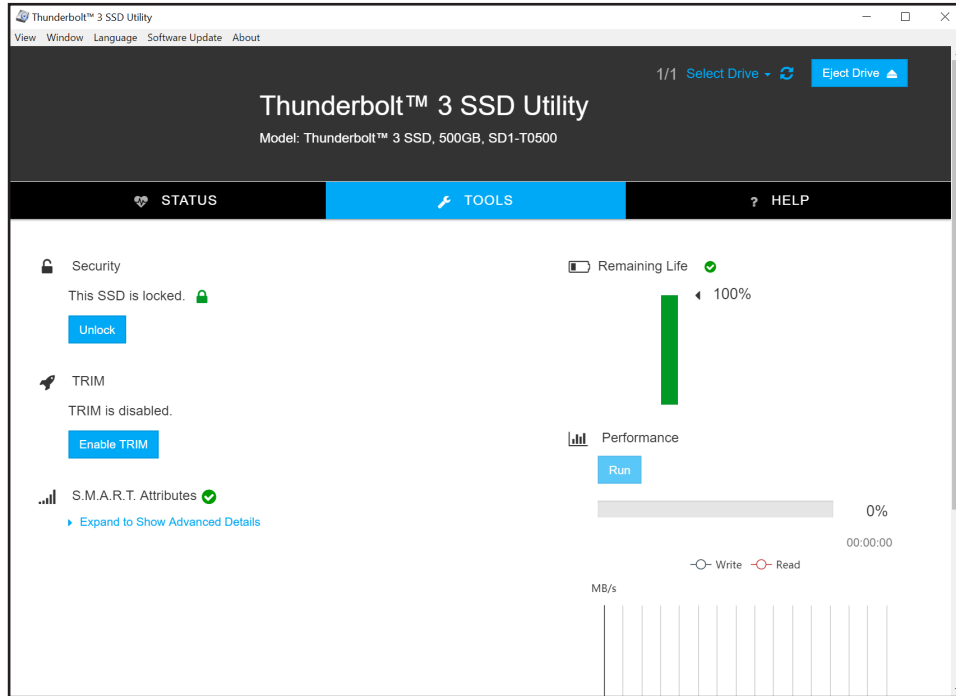 Thunderbolt™ 3 SSD Utility
View Window Language Software Update About
1/1 Select Drive Eject Drive
Thunderbolt™ 3 SSD Utility
Model: Thunderbolt™ 3 SSD, 500GB, SD1-T0500
STATUS TOOLS ? HELP
Security
This SSD is locked.
Unlock
TRIM
TRIM is disabled.
Enable TRIM
S.M.A.R.T. Attributes
Expand to Show Advanced Details
Remaining Life
100%
Performance
Run
0%
00:00:00
Write Read
MB/s